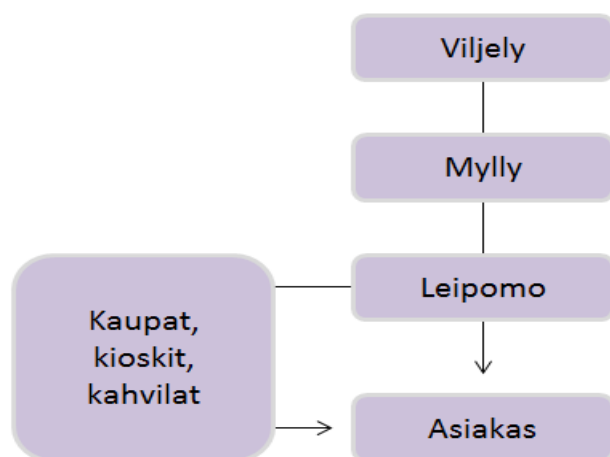 Viljely
Mylly
Leipomo
Kaupat,
kioskit,
kahvilat
Asiakas